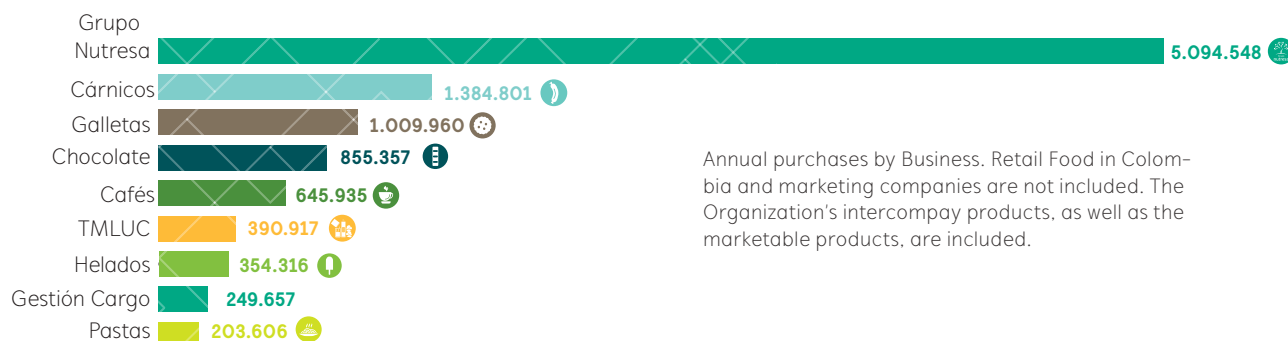 Grupo
Nutresa 5.094.548
Cárnicos 1.384.801
Galletas 1.009.960
Chocolate 855.357
Cafés 645.935
TMLUC 390.917
Helados 354.316
Gestión Cargo 249.657
Pastas 203.606
Annual purchases by Business. Retail Food in Colom-
bia and marketing companies are not included. The
Organization's intercompay products, as well as the
marketable products, are included.